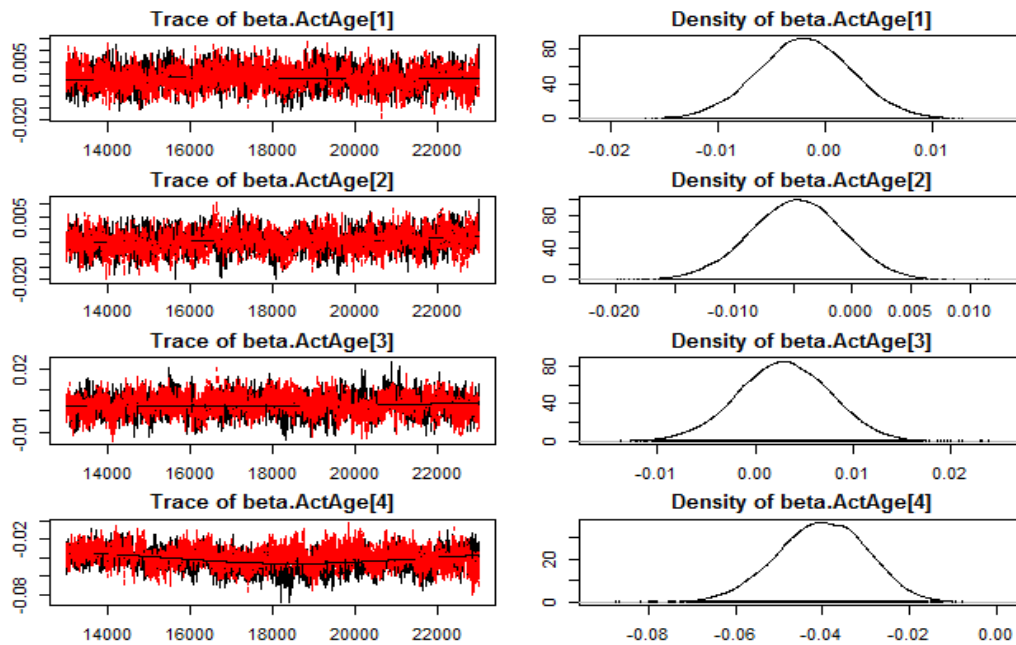 Trace of beta.ActAge[1]
0.005
-0.020
14000 16000 18000 20000 22000
Density of beta.ActAge[1]
80
40
0
-0.02 -0.01 0.00 0.01
Trace of beta.ActAge[2]
0.005
-0.020
14000 16000 18000 20000 22000
Density of beta.ActAge[2]
80
40
0
-0.020 -0.010 0.000 0.005 0.010
Trace of beta.ActAge[3]
0.02
-0.01
14000 16000 18000 20000 22000
Density of beta.ActAge[3]
80
40
0
-0.01 0.00 0.01 0.02
Trace of beta.ActAge[4]
-0.02
-0.08
14000 16000 18000 20000 22000
Density of beta.ActAge[4]
20
0
-0.08 -0.06 -0.04 -0.02 0.00